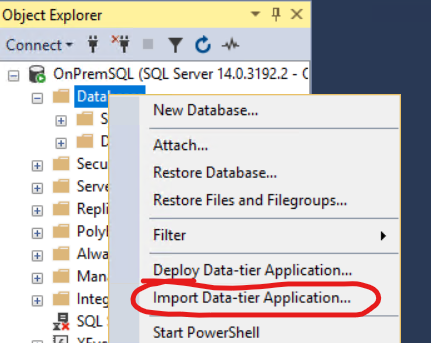 Object Explorer
Connect
OnPremSQL (SQL Server 14.0.3192.2 -
New Database...
Attach...
Restore Database...
Restore Files and Filegroups...
Filter
Deploy Data-tier Application...
Import Data-tier Application...
Start PowerShell
Data
S
D
Secu
Serve
Repli
Poly
Alwa
Man
Integ
SQL
XEve